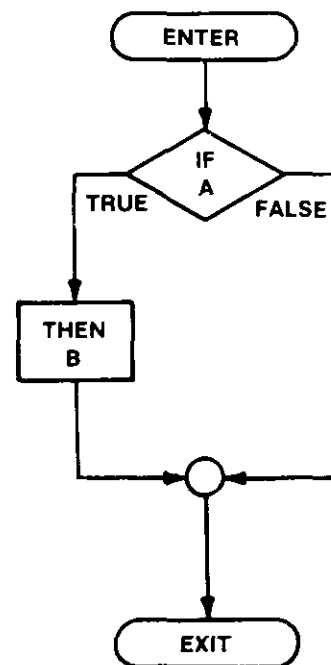 ENTER
IF
A
TRUE
FALSE
THEN
B
EXIT